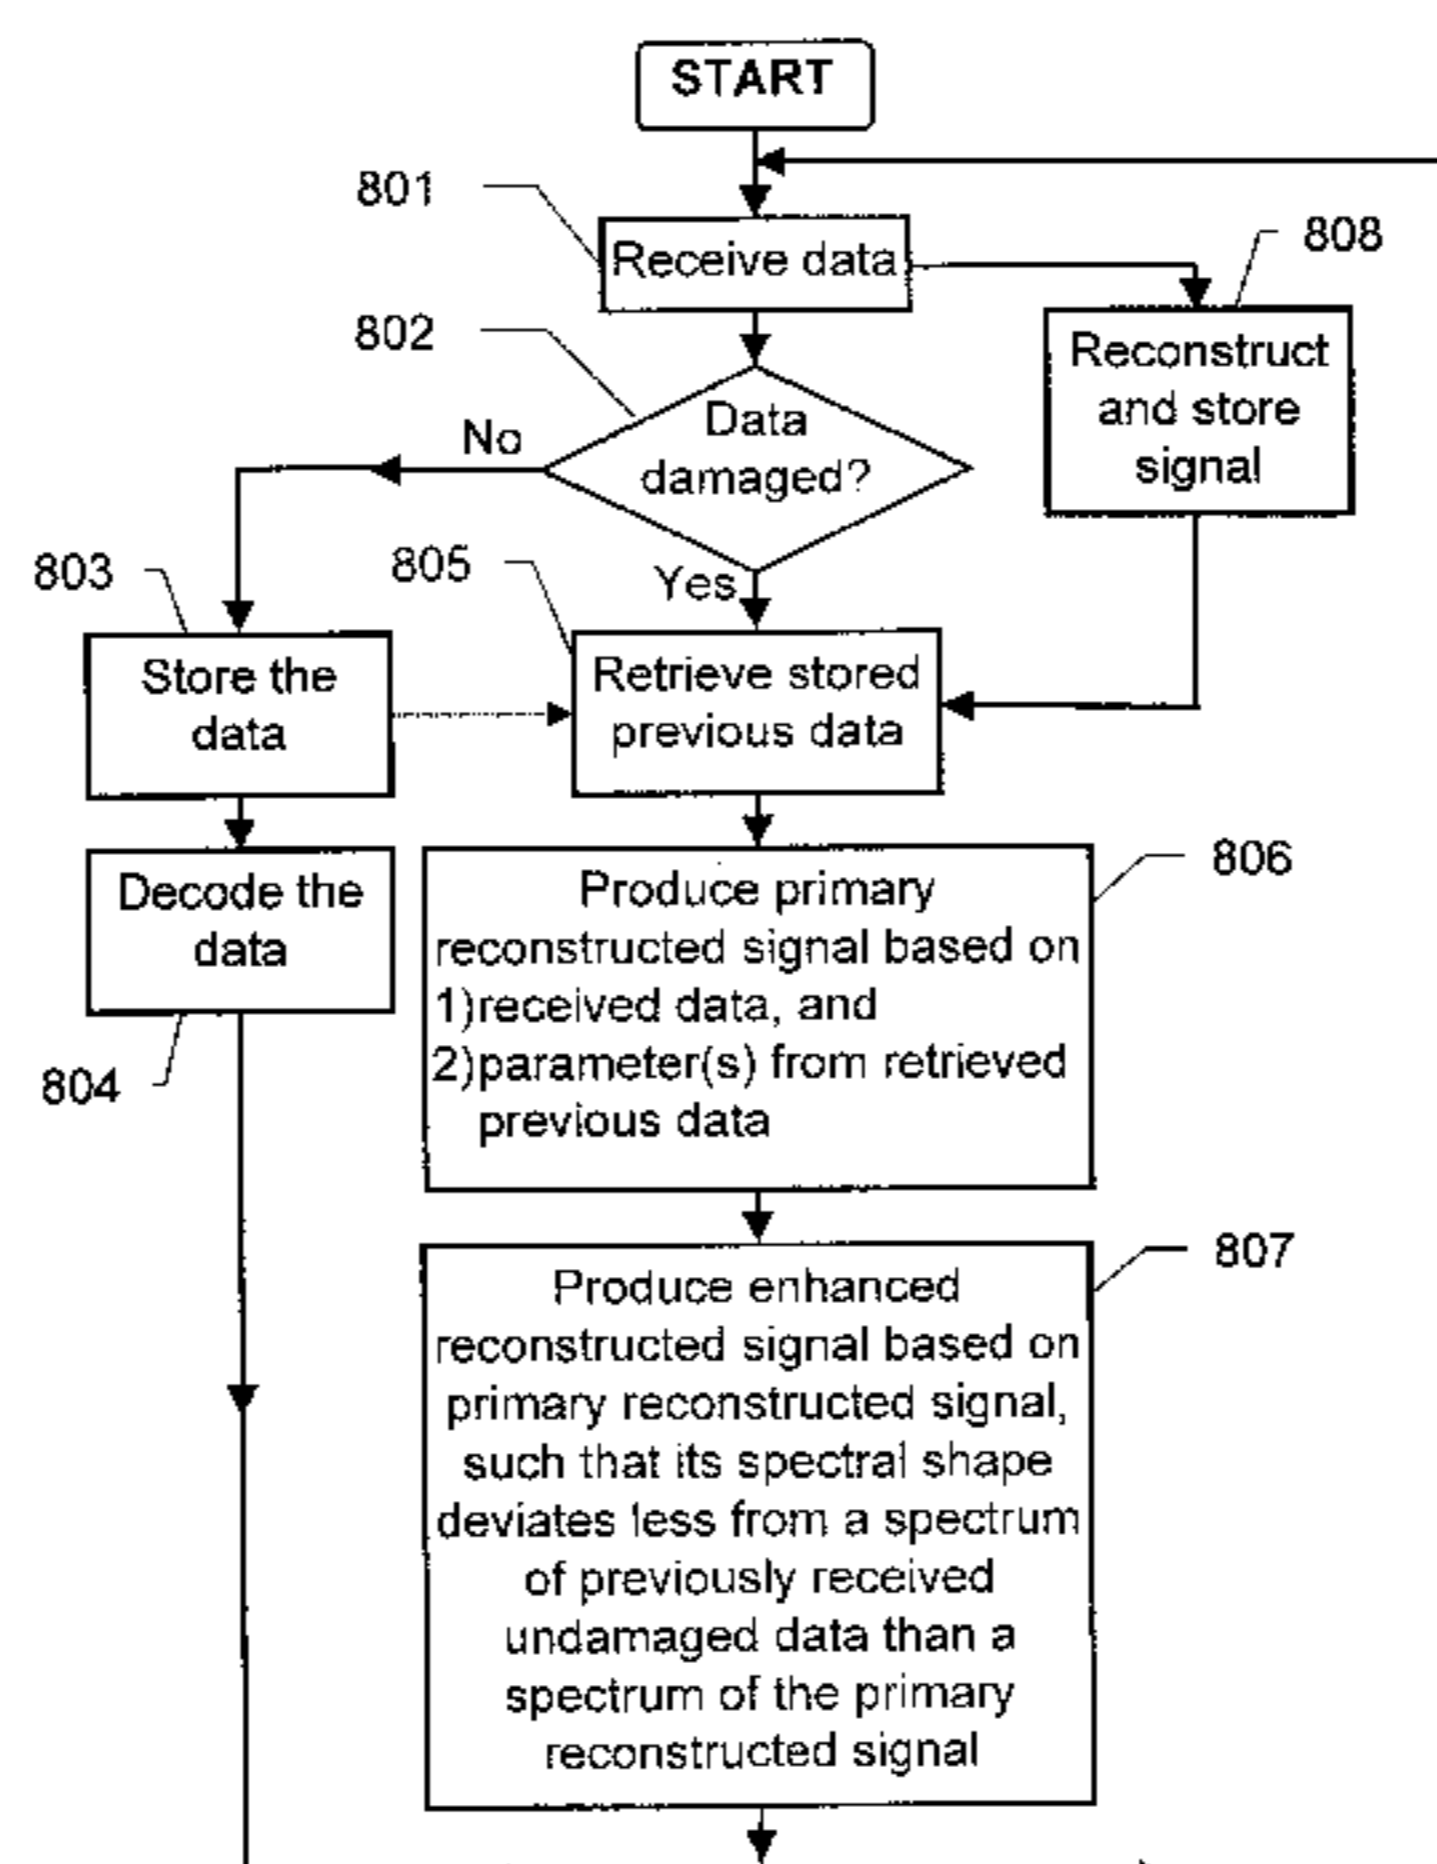 START
801
Receive data
808
802
Reconstruct
and store
signal
Data
damaged?
No
Yes
803
805
Store the
data
Retrieve stored
previous data
Decode the
data
804
806
Produce primary
reconstructed signal based on
1)received data, and
2)parameter(s) from retrieved
previous data
807
Produce enhanced
reconstructed signal based on
primary reconstructed signal,
such that its spectral shape
deviates less from a spectrum
of previously received
undamaged data than a
spectrum of the primary
reconstructed signal